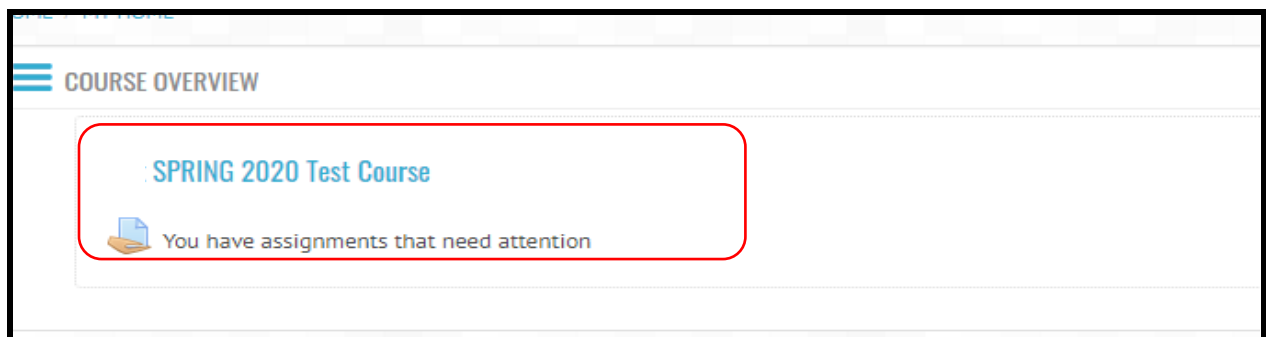 COURSE OVERVIEW
SPRING 2020 Test Course
You have assignments that need attention